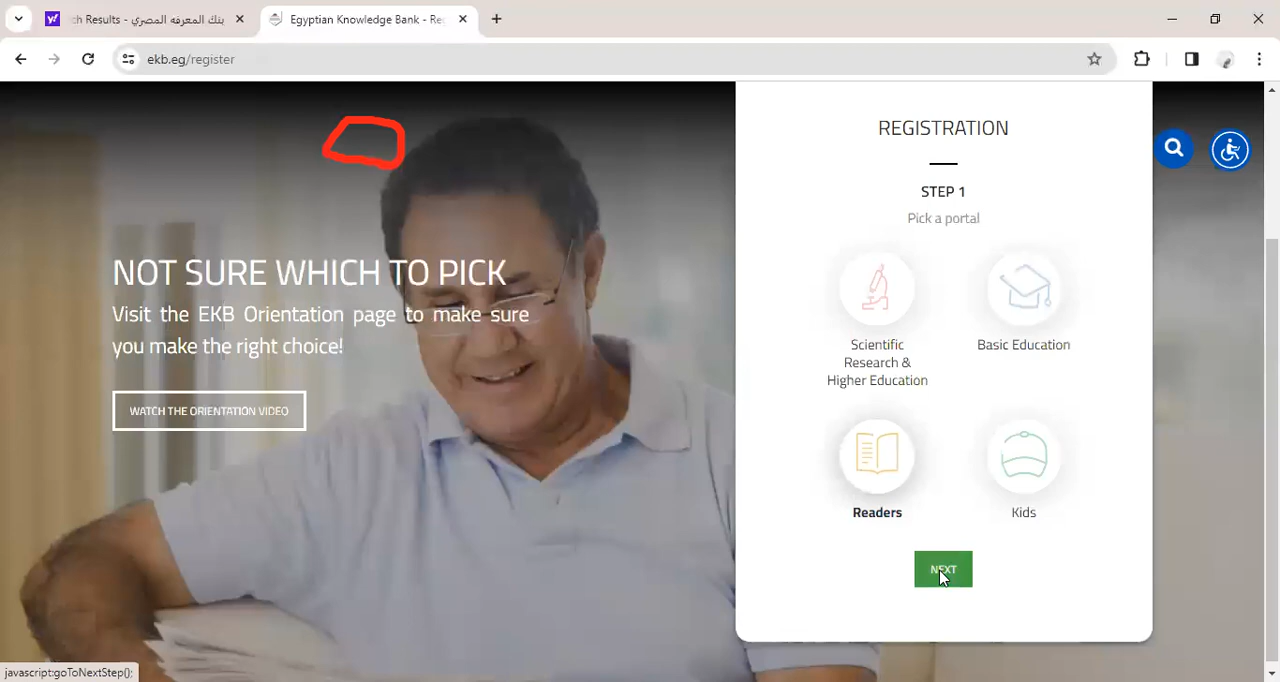 ch Results - بنك المعرفه المصري
Egyptian Knowledge Bank - Re
ekb.eg/register
NOT SURE WHICH TO PICK
Visit the EKB Orientation page to make sure
you make the right choice!
WATCH THE ORIENTATION VIDEO
REGISTRATION
STEP 1
Pick a portal
Scientific
Research &
Higher Education
Basic Education
Readers
Kids
NEXT
javascript:goToNextStep();